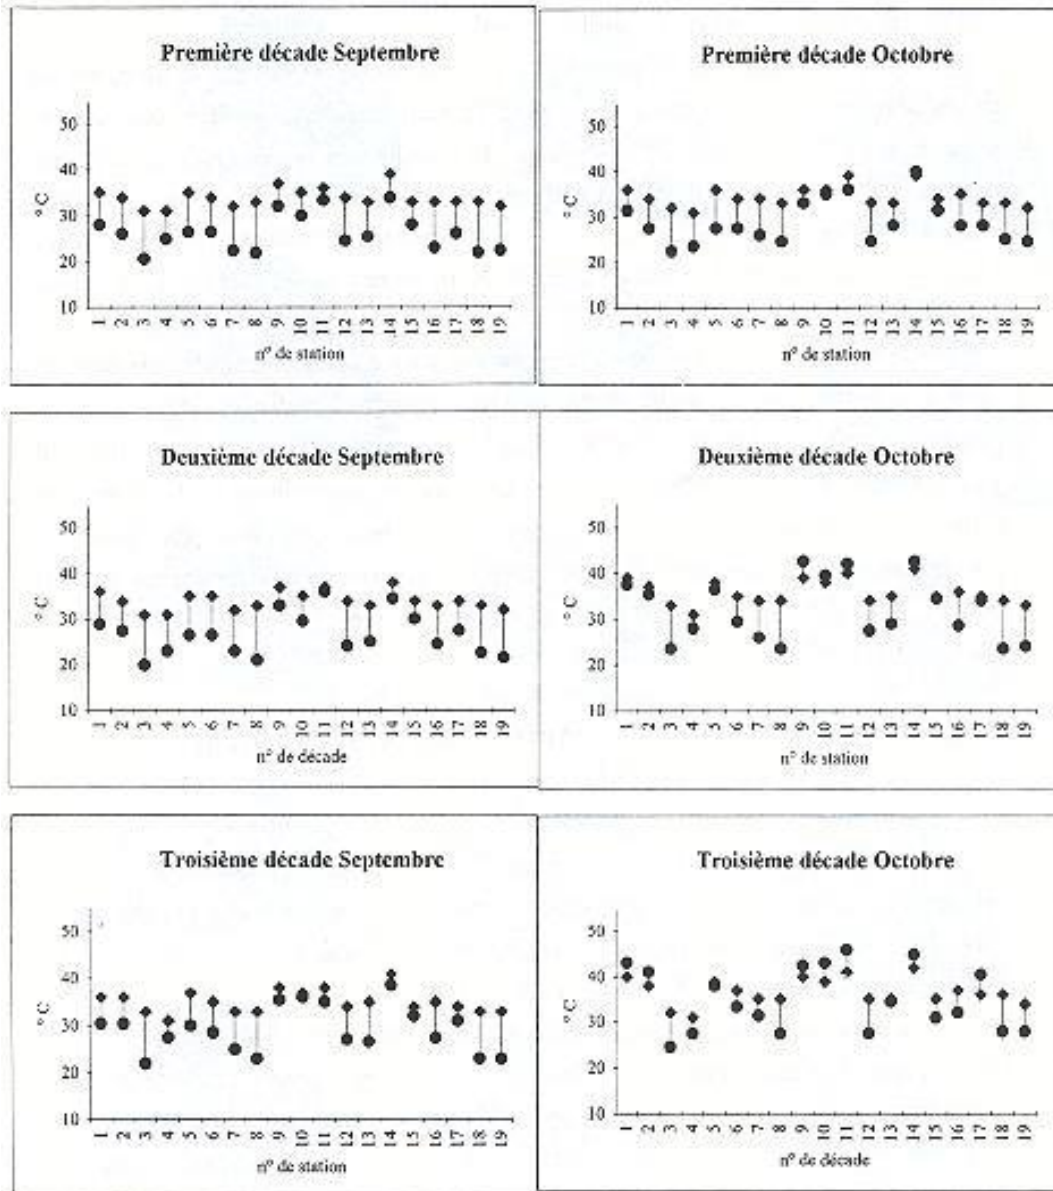 Première décade Septembre
° C
50
40
30
20
10
1 2 3 4 5 6 7 8 9 10 11 12 13 14 15 16 17 18 19
n° de station
Première décade Octobre
° C
50
40
30
20
10
1 2 3 4 5 6 7 8 9 10 11 12 13 14 15 16 17 18 19
n° de station
Deuxième décade Septembre
° C
50
40
30
20
10
1 2 3 4 5 6 7 8 9 10 11 12 13 14 15 16 17 18 19
n° de décade
Deuxième décade Octobre
° C
50
40
30
20
10
1 2 3 4 5 6 7 8 9 10 11 12 13 14 15 16 17 18 19
n° de station
Troisième décade Septembre
° C
50
40
30
20
10
1 2 3 4 5 6 7 8 9 10 11 12 13 14 15 16 17 18 19
n° de station
Troisième décade Octobre
° C
50
40
30
20
10
1 2 3 4 5 6 7 8 9 10 11 12 13 14 15 16 17 18 19
n° de décade